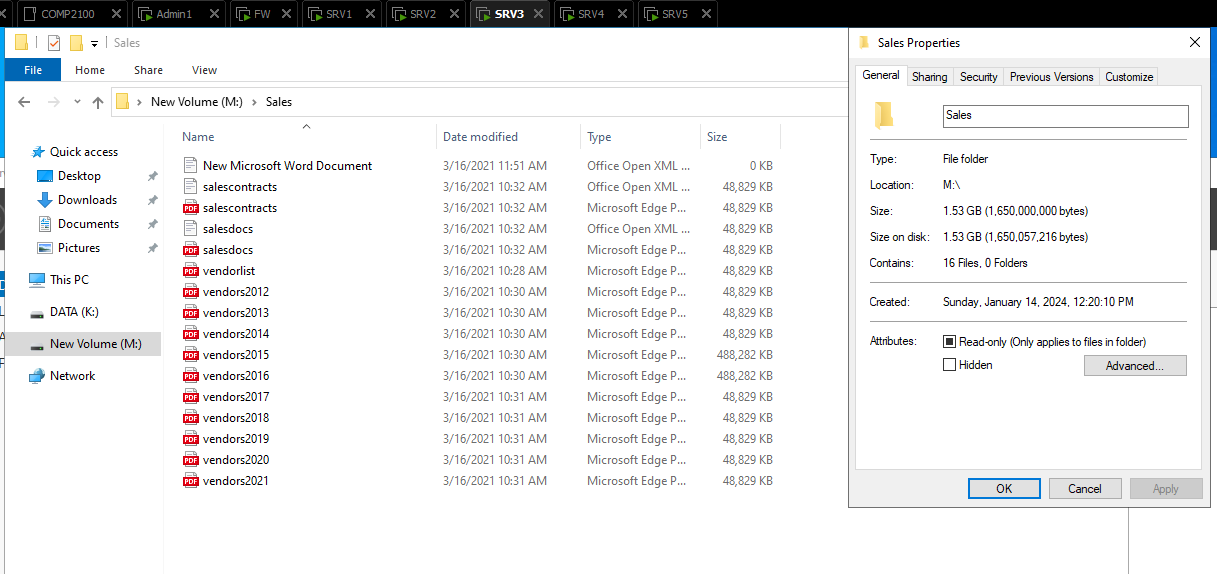 COMP2100 Admin1 FW SRV1 SRV2 SRV3 SRV4 SRV5
Sales
File Home Share View
New Volume (M:) Sales
Name Date modified Type Size
Quick access
Desktop
Downloads
Documents
Pictures
This PC
DATA (K:)
New Volume (M:)
Network
New Microsoft Word Document 3/16/2021 11:51 AM Office Open XML ... 0 KB
salescontracts 3/16/2021 10:32 AM Office Open XML ... 48,829 KB
PDF salescontracts 3/16/2021 10:32 AM Microsoft Edge P... 48,829 KB
salesdocs 3/16/2021 10:32 AM Office Open XML ... 48,829 KB
PDF salesdocs 3/16/2021 10:32 AM Microsoft Edge P... 48,829 KB
PDF vendorlist 3/16/2021 10:28 AM Microsoft Edge P... 48,829 KB
PDF vendors2012 3/16/2021 10:30 AM Microsoft Edge P... 48,829 KB
PDF vendors2013 3/16/2021 10:30 AM Microsoft Edge P... 48,829 KB
PDF vendors2014 3/16/2021 10:30 AM Microsoft Edge P... 48,829 KB
PDF vendors2015 3/16/2021 10:30 AM Microsoft Edge P... 488,282 KB
PDF vendors2016 3/16/2021 10:30 AM Microsoft Edge P... 488,282 KB
PDF vendors2017 3/16/2021 10:31 AM Microsoft Edge P... 48,829 KB
PDF vendors2018 3/16/2021 10:31 AM Microsoft Edge P... 48,829 KB
PDF vendors2019 3/16/2021 10:31 AM Microsoft Edge P... 48,829 KB
PDF vendors2020 3/16/2021 10:31 AM Microsoft Edge P... 48,829 KB
PDF vendors2021 3/16/2021 10:31 AM Microsoft Edge P... 48,829 KB
Sales Properties
General Sharing Security Previous Versions Customize
Sales
Type: File folder
Location: M:\
Size: 1.53 GB (1,650,000,000 bytes)
Size on disk: 1.53 GB (1,650,057,216 bytes)
Contains: 16 Files, 0 Folders
Created: Sunday, January 14, 2024, 12:20:10 PM
Attributes: Read-only (Only applies to files in folder)
Hidden Advanced...
OK Cancel Apply